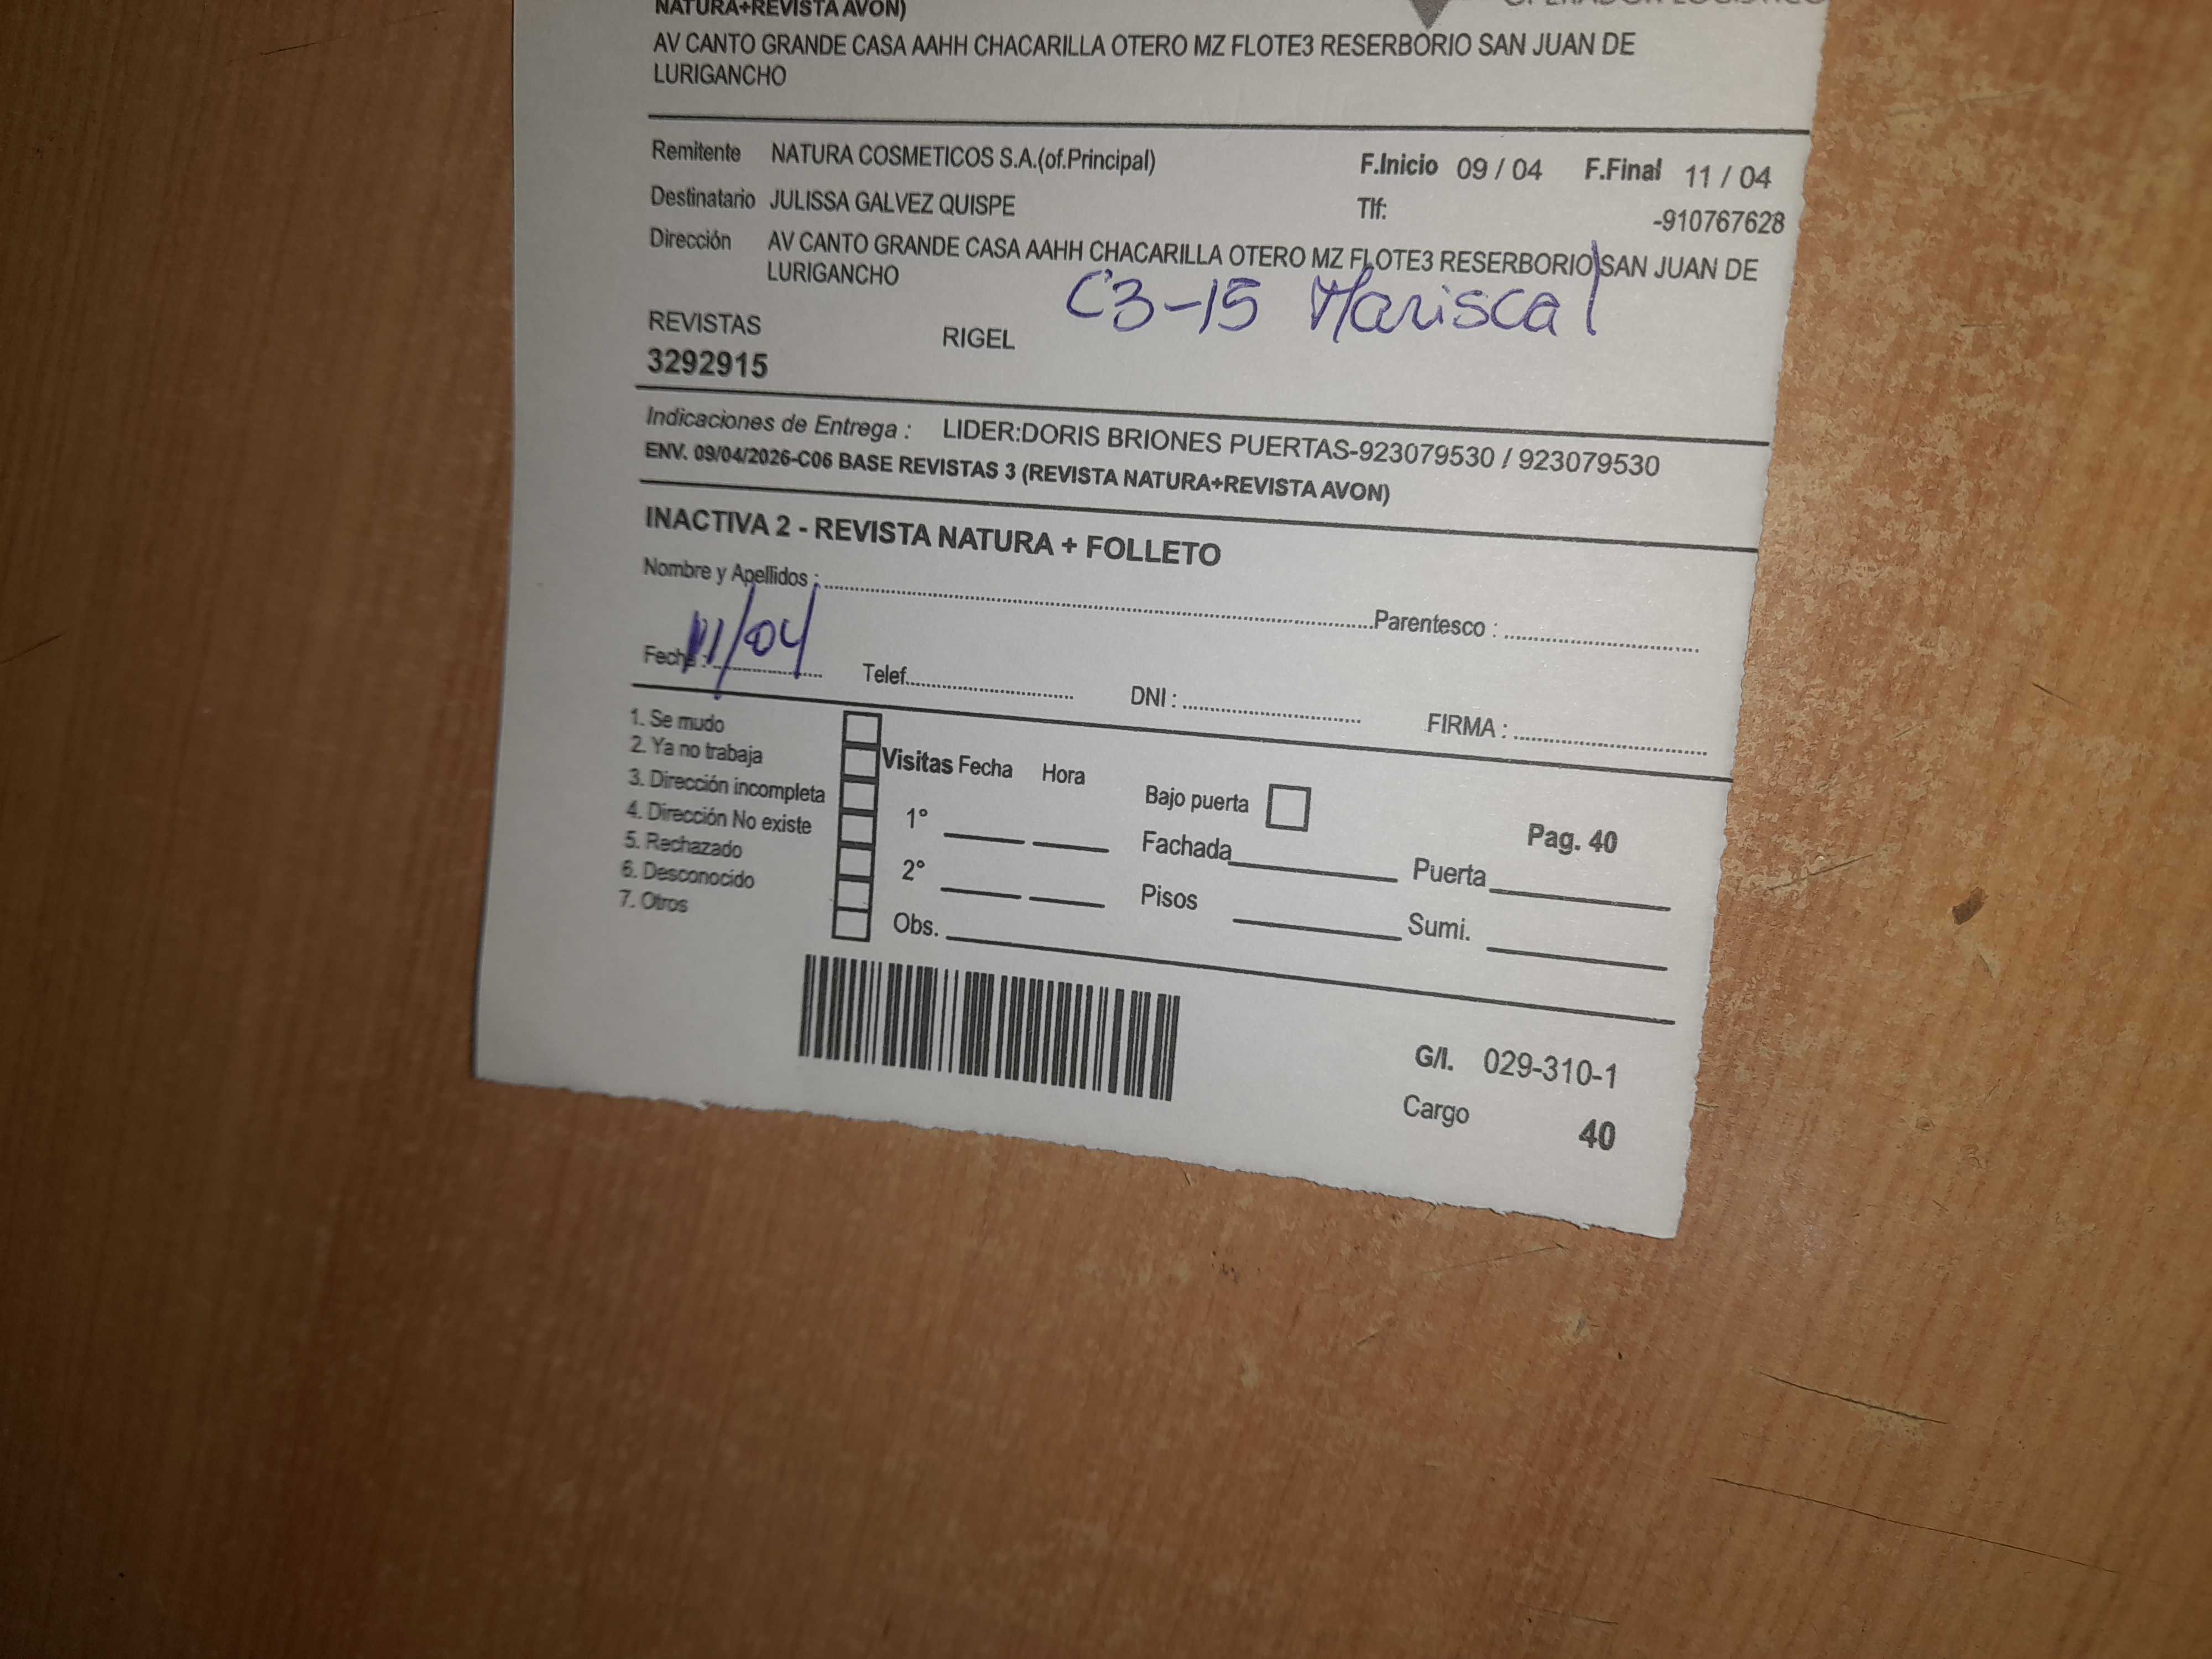 NATURA+REVISTA AVON)
OPERADOR LOGISTICO
AV CANTO GRANDE CASA AAHH CHACARILLA OTERO MZ FLOTE3 RESERBORIO SAN JUAN DE
LURIGANCHO
Remitente NATURA COSMETICOS S.A.(of.Principal) F.Inicio 09 / 04 F.Final 11 / 04
Destinatario JULISSA GALVEZ QUISPE Tlf: -910767628
Dirección AV CANTO GRANDE CASA AAHH CHACARILLA OTERO MZ FLOTE3 RESERBORIO SAN JUAN DE
LURIGANCHO
C3-15 Mariscal
REVISTAS RIGEL
3292915
Indicaciones de Entrega : LIDER:DORIS BRIONES PUERTAS-923079530 / 923079530
ENV. 09/04/2026-C06 BASE REVISTAS 3 (REVISTA NATURA+REVISTA AVON)
INACTIVA 2 - REVISTA NATURA + FOLLETO
Nombre y Apellidos : Parentesco :
Fecha : 11/04 Telef. DNI : FIRMA :
1. Se mudo
2. Ya no trabaja
3. Dirección incompleta
4. Dirección No existe
5. Rechazado
6. Desconocido
7. Otros
Visitas Fecha Hora
1°
2°
Obs.
Bajo puerta
Fachada Puerta
Pisos Sumi.
Pag. 40
G/I. 029-310-1
Cargo 40